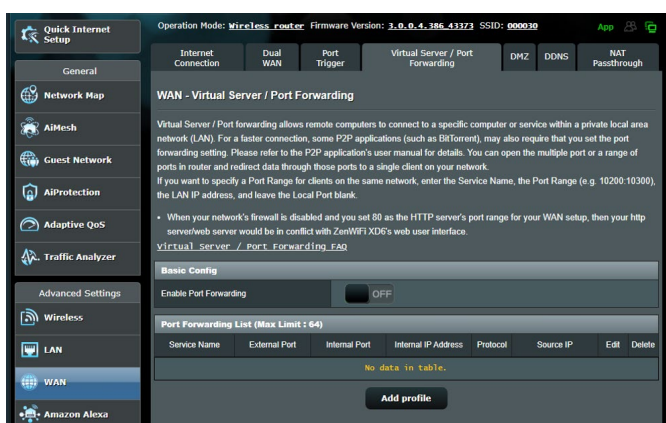 Quick Internet
Setup
Operation Mode: Wireless router Firmware Version: 3.0.0.4.386_43373 SSID: 000030
App
Internet
Connection
Dual
WAN
Port
Trigger
Virtual Server / Port
Forwarding
DMZ
DDNS
NAT
Passthrough
General
Network Map
AiMesh
Guest Network
AiProtection
Adaptive QoS
Traffic Analyzer
Advanced Settings
Wireless
LAN
WAN
Amazon Alexa
WAN - Virtual Server / Port Forwarding
Virtual Server / Port forwarding allows remote computers to connect to a specific computer or service within a private local area
network (LAN). For a faster connection, some P2P applications (such as BitTorrent), may also require that you set the port
forwarding setting. Please refer to the P2P application's user manual for details. You can open the multiple port or a range of
ports in router and redirect data through those ports to a single client on your network.
If you want to specify a Port Range for clients on the same network, enter the Service Name, the Port Range (e.g. 10200:10300),
the LAN IP address, and leave the Local Port blank.
• When your network's firewall is disabled and you set 80 as the HTTP server's port range for your WAN setup, then your http
server/web server would be in conflict with ZenWiFi XD6's web user interface.
Virtual Server / Port Forwarding FAQ
Basic Config
Enable Port Forwarding
OFF
Port Forwarding List (Max Limit : 64)
Service Name External Port Internal Port Internal IP Address Protocol Source IP Edit Delete
No data in table.
Add profile